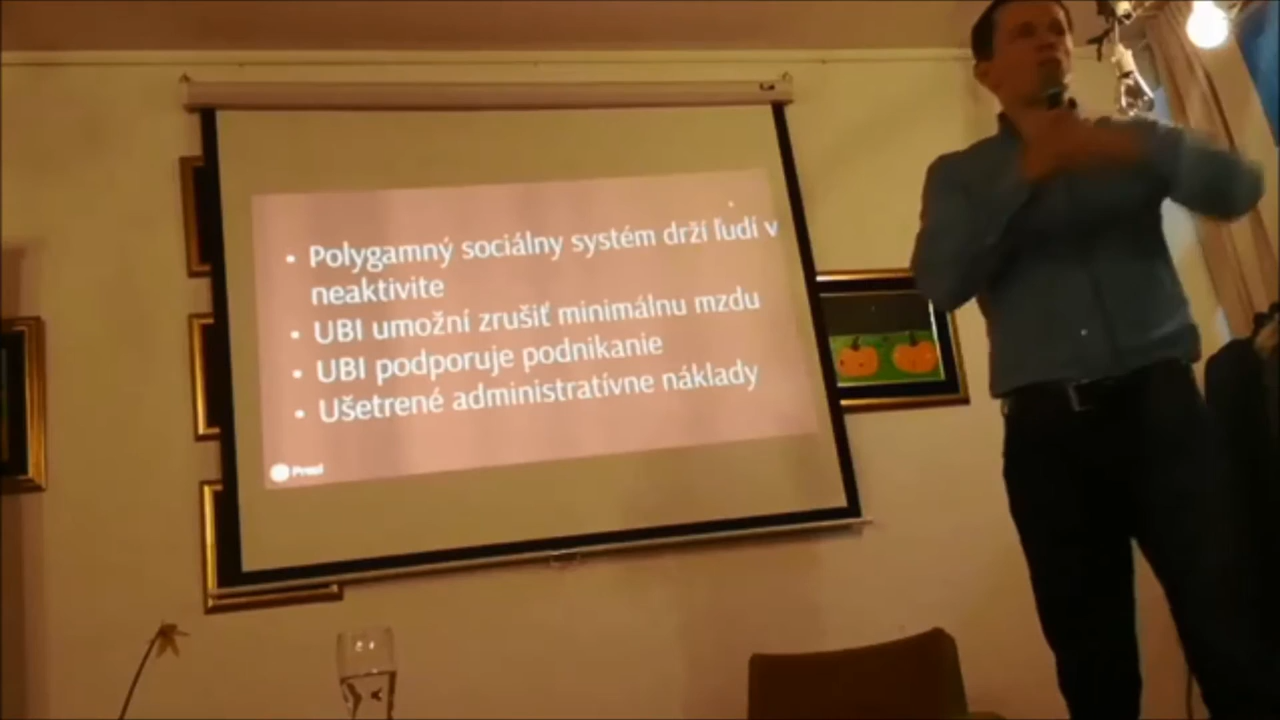 • Polygamný sociálny systém drží ľudí v
neaktivite
• UBI umožní zrušiť minimálnu mzdu
• UBI podporuje podnikanie
• Ušetrené administratívne náklady
Prezi